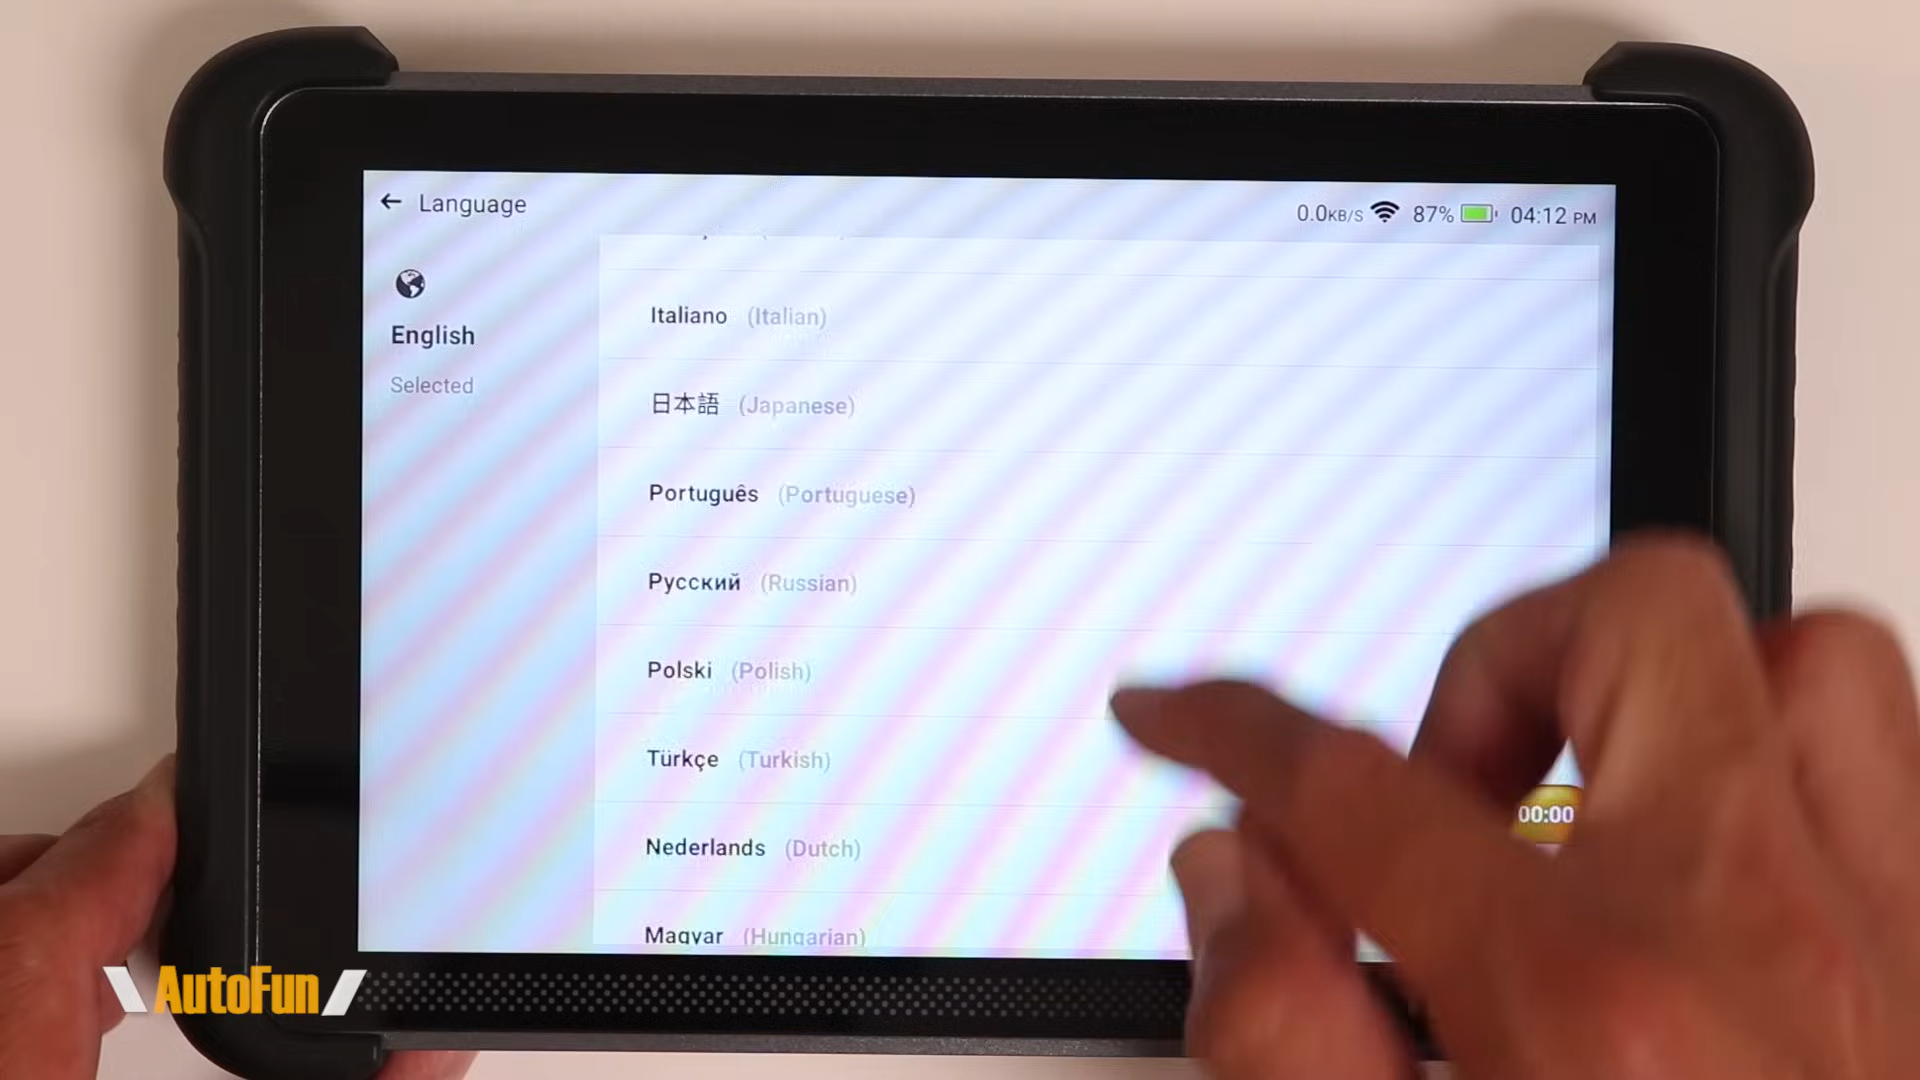 Language
0.0KB/S 87% 04:12 PM
English
Selected
Italiano (Italian)
日本語 (Japanese)
Português (Portuguese)
Русский (Russian)
Polski (Polish)
Türkçe (Turkish)
Nederlands (Dutch)
Magyar (Hungarian)
00:00
AutoFun